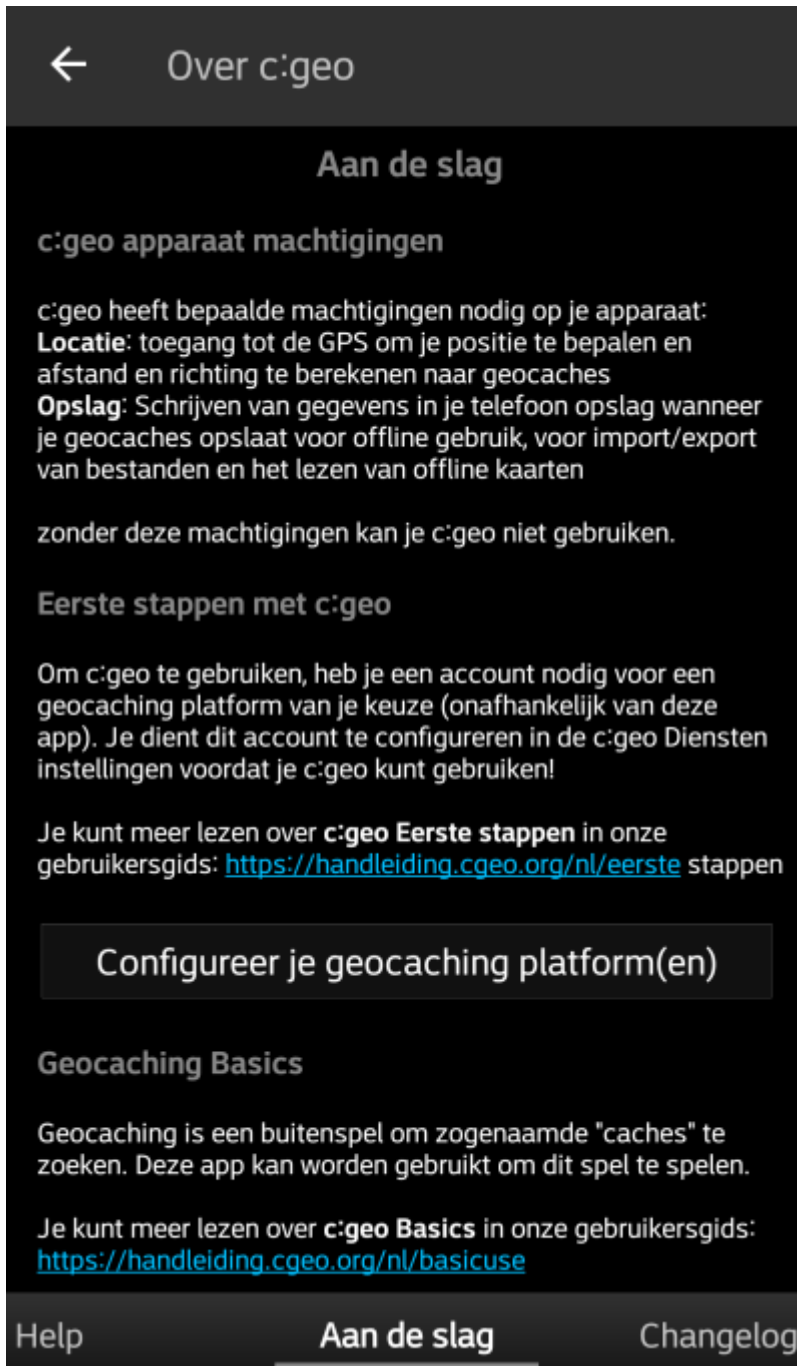 Over c:geo
Aan de slag
c:geo apparaat machtigingen
c:geo heeft bepaalde machtigingen nodig op je apparaat:
Locatie: toegang tot de GPS om je positie te bepalen en
afstand en richting te berekenen naar geocaches
Opslag: Schrijven van gegevens in je telefoon opslag wanneer
je geocaches opslaat voor offline gebruik, voor import/export
van bestanden en het lezen van offline kaarten
zonder deze machtigingen kan je c:geo niet gebruiken.
Eerste stappen met c:geo
Om c:geo te gebruiken, heb je een account nodig voor een
geocaching platform van je keuze (onafhankelijk van deze
app). Je dient dit account te configureren in de c:geo Diensten
instellingen voordat je c:geo kunt gebruiken!
Je kunt meer lezen over c:geo Eerste stappen in onze
gebruikersgids: https://handleiding.cgeo.org/nl/eerste stappen
Configureer je geocaching platform(en)
Geocaching Basics
Geocaching is een buitenspel om zogenaamde "caches" te
zoeken. Deze app kan worden gebruikt om dit spel te spelen.
Je kunt meer lezen over c:geo Basics in onze gebruikersgids:
https://handleiding.cgeo.org/nl/basicuse
Help Aan de slag Changelog